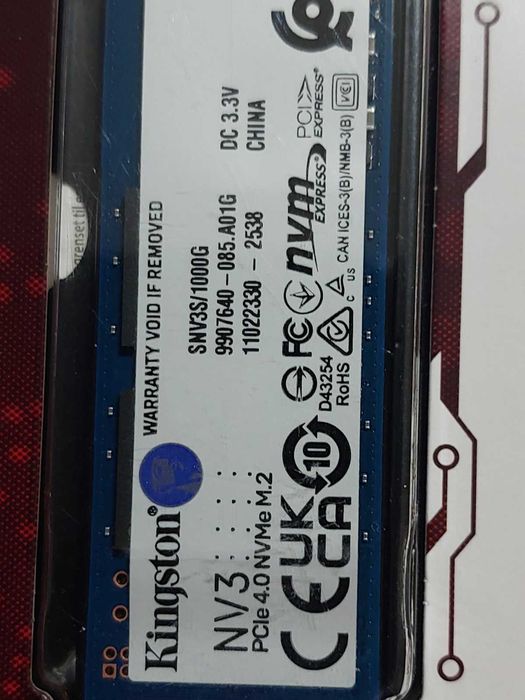 Kingston®
WARRANTY VOID IF REMOVED
NV3
PCIe 4.0 NVMe M.2
SNV3S/1000G
9907640-085.A01G
11022330 - 2538
DC 3.3V
CHINA
CE UK CA 10
FC
nvm
EXPRESS®
PCI
EXPRESS®
VCI
D43254
RoHS
C US
CAN ICES-3(B)/NMB-3(B)